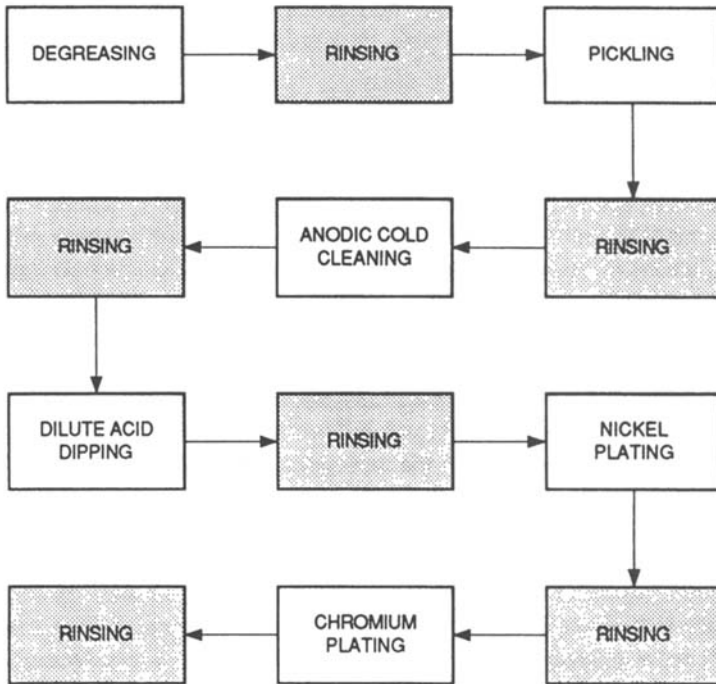 DEGREASING
RINSING
PICKLING
RINSING
ANODIC COLD
CLEANING
RINSING
DILUTE ACID
DIPPING
RINSING
NICKEL
PLATING
RINSING
CHROMIUM
PLATING
RINSING